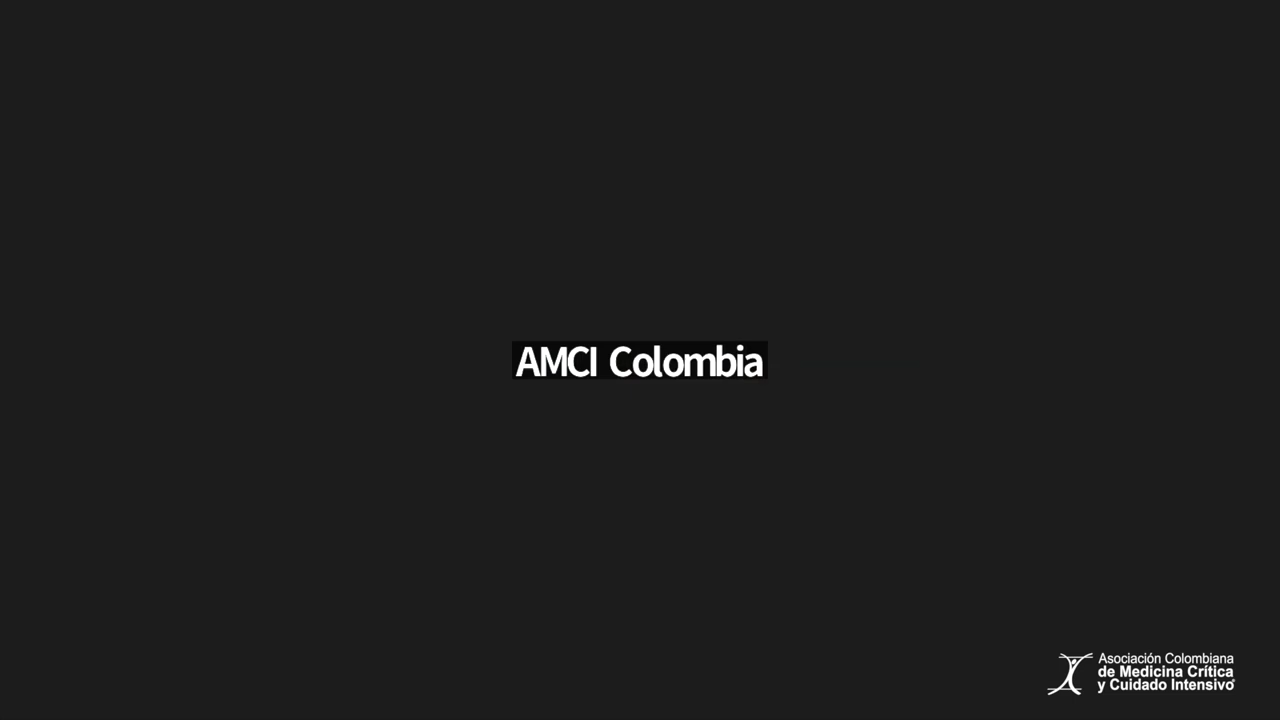 AMCI Colombia
Asociación Colombiana
de Medicina Crítica
y Cuidado Intensivo®